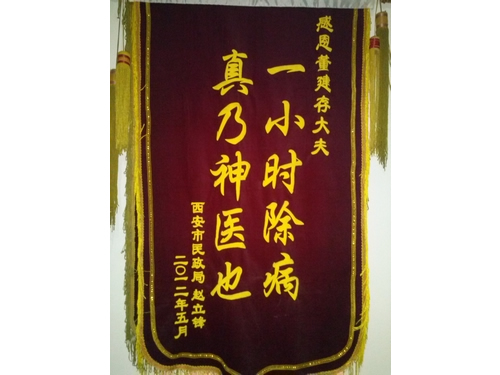 感恩董建存大夫
一小时除病
真乃神医也
西安市民政局 赵立锋
二〇一二年五月